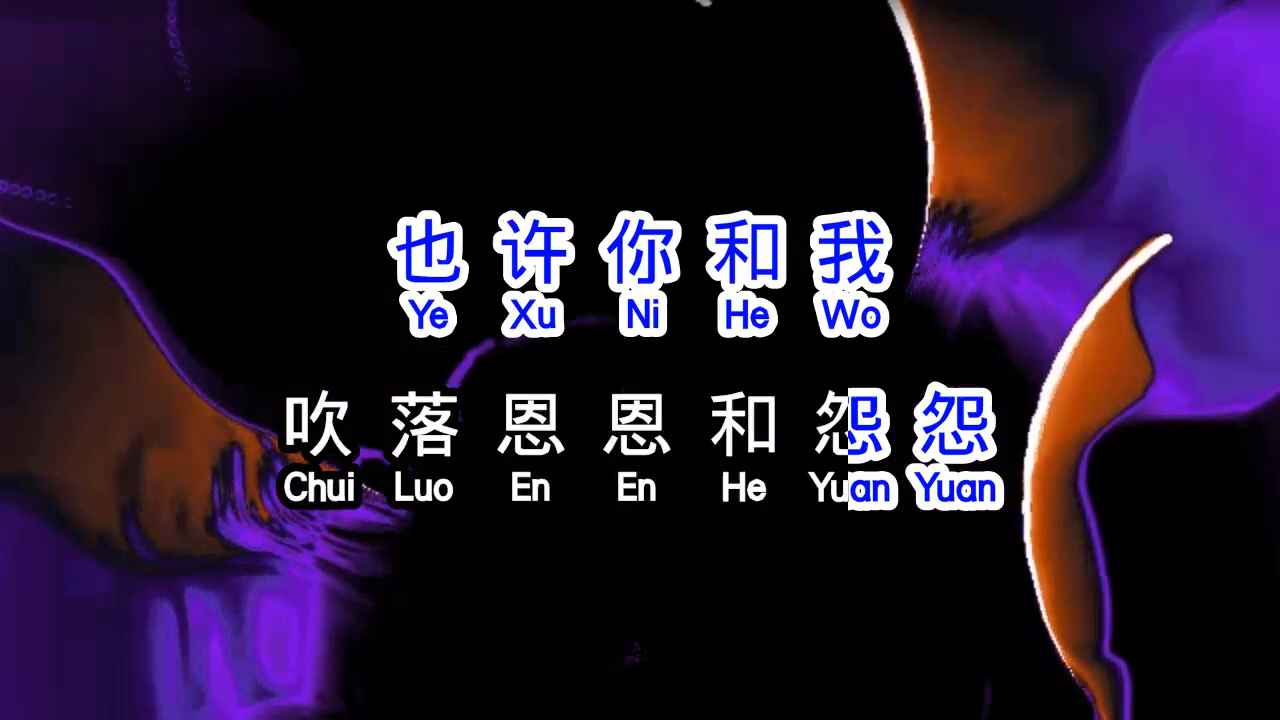 也 许 你 和 我
Ye Xu Ni He Wo
吹 落 恩 恩 和 怨 怨
Chui Luo En En He Yuan Yuan